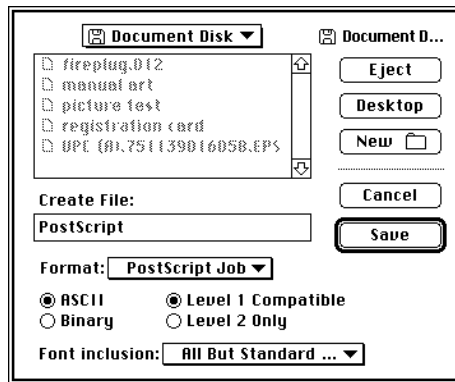 Document Disk
Document D...
fireplug.012
manual art
picture test
registration card
UPC (A).751139016058.EPS
Eject
Desktop
New
Create File:
PostScript
Cancel
Save
Format: PostScript Job
ASCII Level 1 Compatible
Binary Level 2 Only
Font inclusion: All But Standard ...